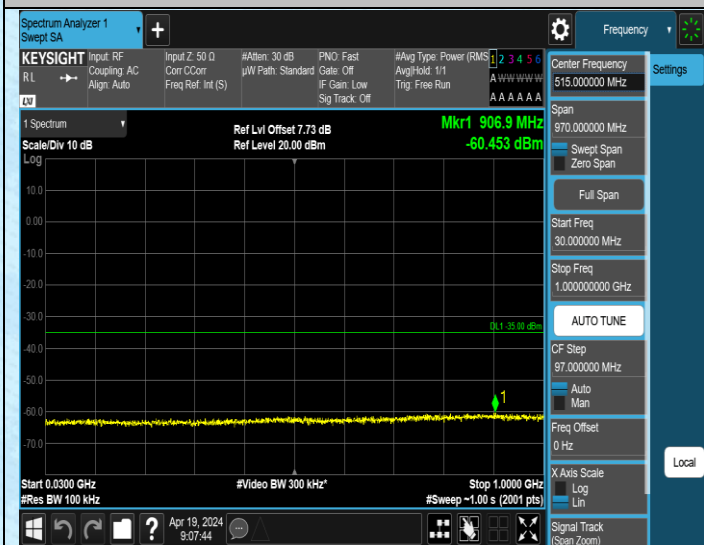 Spectrum Analyzer 1
Swept SA
+
Frequency
KEYSIGHT
RL
LXI
Input: RF
Coupling: AC
Align: Auto
Input Z: 50 Ω
Corr CCorr
Freq Ref: Int (S)
#Atten: 30 dB
µW Path: Standard
PNO: Fast
Gate: Off
IF Gain: Low
Sig Track: Off
#Avg Type: Power (RMS
Avg|Hold: 1/1
Trig: Free Run
1 2 3 4 5 6
A W W W W W
A A A A A A
1 Spectrum
Scale/Div 10 dB
Log
Ref Lvl Offset 7.73 dB
Ref Level 20.00 dBm
Mkr1 906.9 MHz
-60.453 dBm
10.0
0.00
-10.0
-20.0
-30.0
DL1 -35.00 dBm
-40.0
-50.0
1
-60.0
-70.0
Start 0.0300 GHz
#Res BW 100 kHz
#Video BW 300 kHz*
Stop 1.0000 GHz
#Sweep ~1.00 s (2001 pts)
?
Apr 19, 2024
9:07:44
Center Frequency
515.000000 MHz
Settings
Span
970.000000 MHz
Swept Span
Zero Span
Full Span
Start Freq
30.000000 MHz
Stop Freq
1.000000000 GHz
AUTO TUNE
CF Step
97.000000 MHz
Auto
Man
Freq Offset
0 Hz
Local
X Axis Scale
Log
Lin
Signal Track
(Span Zoom)